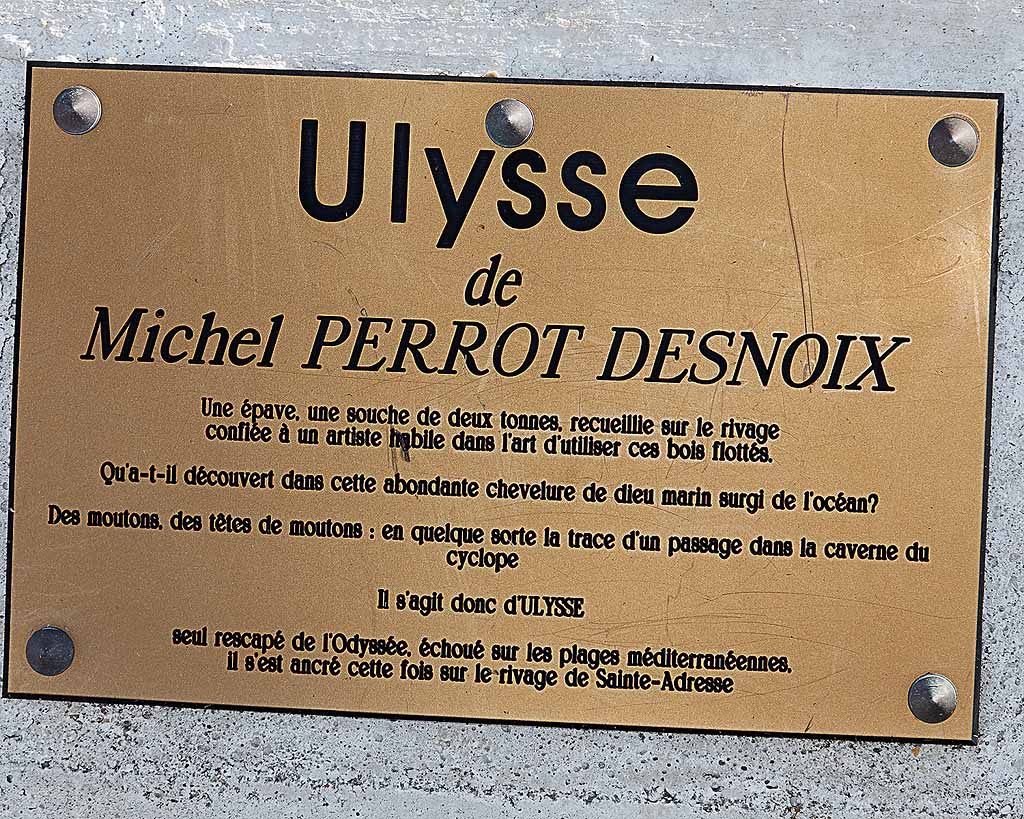 Ulysse
de
Michel PERROT DESNOIX
Une épave, une souche de deux tonnes, recueillie sur le rivage
confiée à un artiste habile dans l'art d'utiliser ces bois flottés.
Qu'a-t-il découvert dans cette abondante chevelure de dieu marin surgi de l'océan?
Des moutons, des têtes de moutons : en quelque sorte la trace d'un passage dans la caverne du
cyclope
Il s'agit donc d'ULYSSE
seul rescapé de l'Odyssée, échoué sur les plages méditerranéennes,
il s'est ancré cette fois sur le rivage de Sainte-Adresse